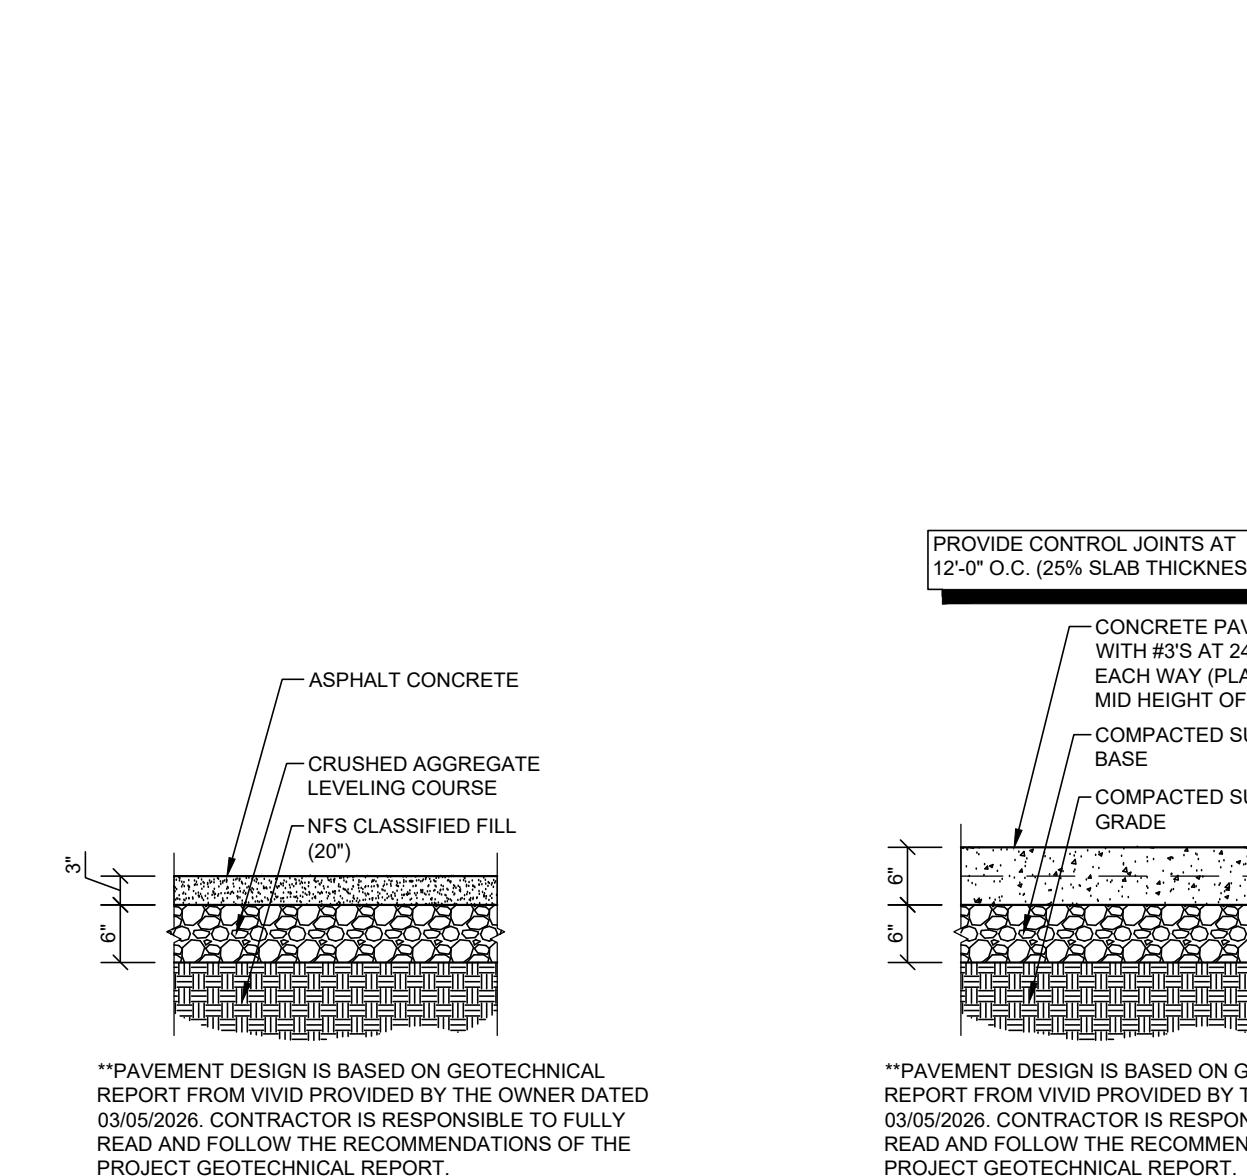 ASPHALT CONCRETE
CRUSHED AGGREGATE
LEVELING COURSE
NFS CLASSIFIED FILL
(20")
3"
6"
**PAVEMENT DESIGN IS BASED ON GEOTECHNICAL
REPORT FROM VIVID PROVIDED BY THE OWNER DATED
03/05/2026. CONTRACTOR IS RESPONSIBLE TO FULLY
READ AND FOLLOW THE RECOMMENDATIONS OF THE
PROJECT GEOTECHNICAL REPORT.
PROVIDE CONTROL JOINTS AT
12'-0" O.C. (25% SLAB THICKNES
CONCRETE PAV
WITH #3'S AT 24
EACH WAY (PLA
MID HEIGHT OF
COMPACTED SU
BASE
COMPACTED SU
GRADE
6"
6"
**PAVEMENT DESIGN IS BASED ON G
REPORT FROM VIVID PROVIDED BY T
03/05/2026. CONTRACTOR IS RESPON
READ AND FOLLOW THE RECOMMEN
PROJECT GEOTECHNICAL REPORT.